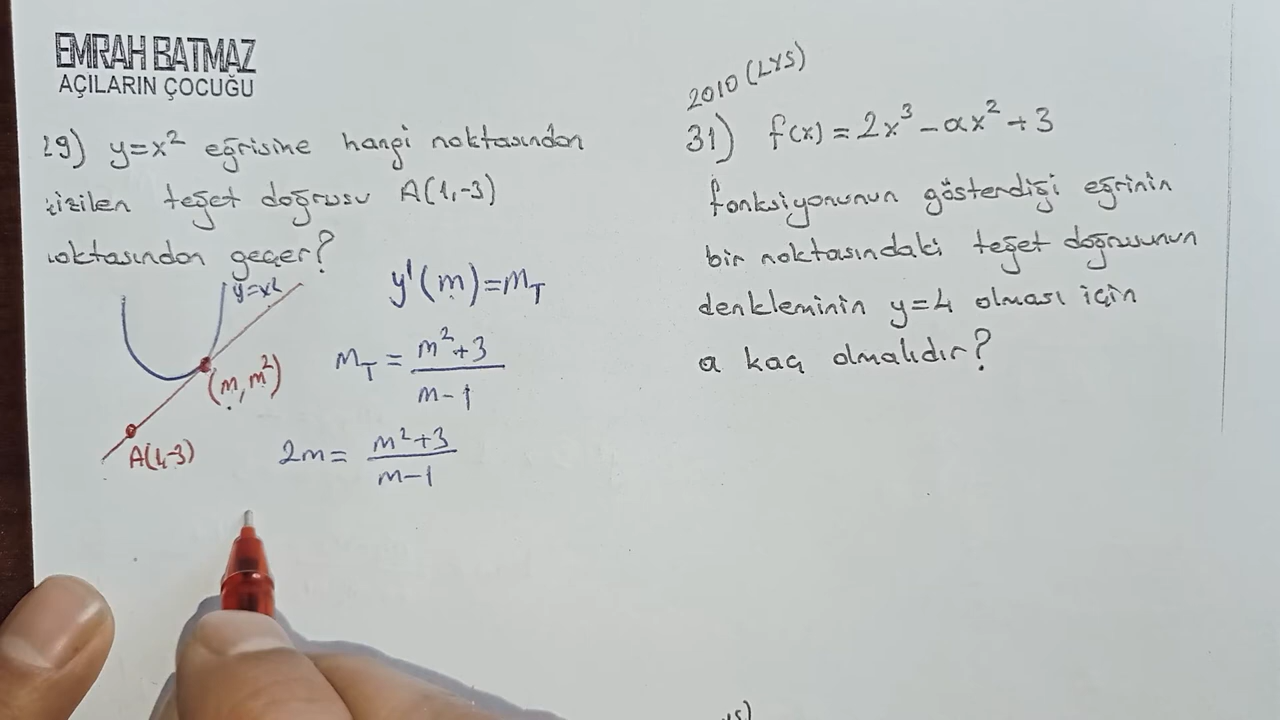 EMRAH BATMAZ
AÇILARIN ÇOCUĞU
29) y=x² eğrisine hangi noktasından
çizilen teğet doğrusu A(1,-3)
noktasından geçer?
y=x²
(m, m²)
A(1,-3)
y'(m)=m_T
m_T = (m²+3)/(m-1)
2m = (m²+3)/(m-1)
2010 (LYS)
31) f(x) = 2x³ - ax² + 3
fonksiyonunun gösterdiği eğrinin
bir noktasındaki teğet doğrusunun
denkleminin y=4 olması için
a kaç olmalıdır?